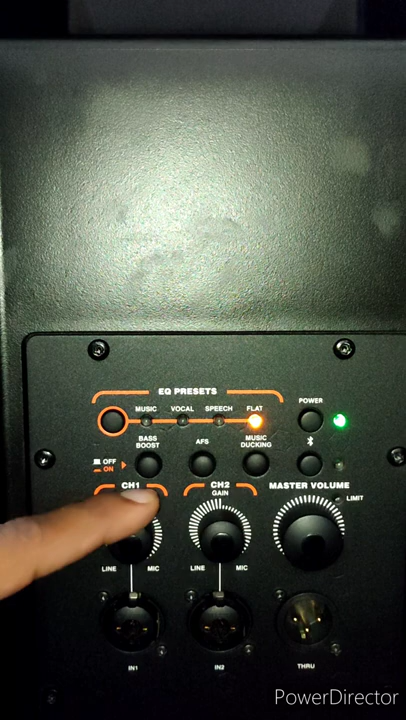 EQ PRESETS
MUSIC VOCAL SPEECH FLAT
POWER
BASS BOOST
AFS
MUSIC DUCKING
OFF
ON
CH1
CH2
GAIN
MASTER VOLUME
LIMIT
LINE MIC
LINE MIC
IN1
IN2
THRU
PowerDirector